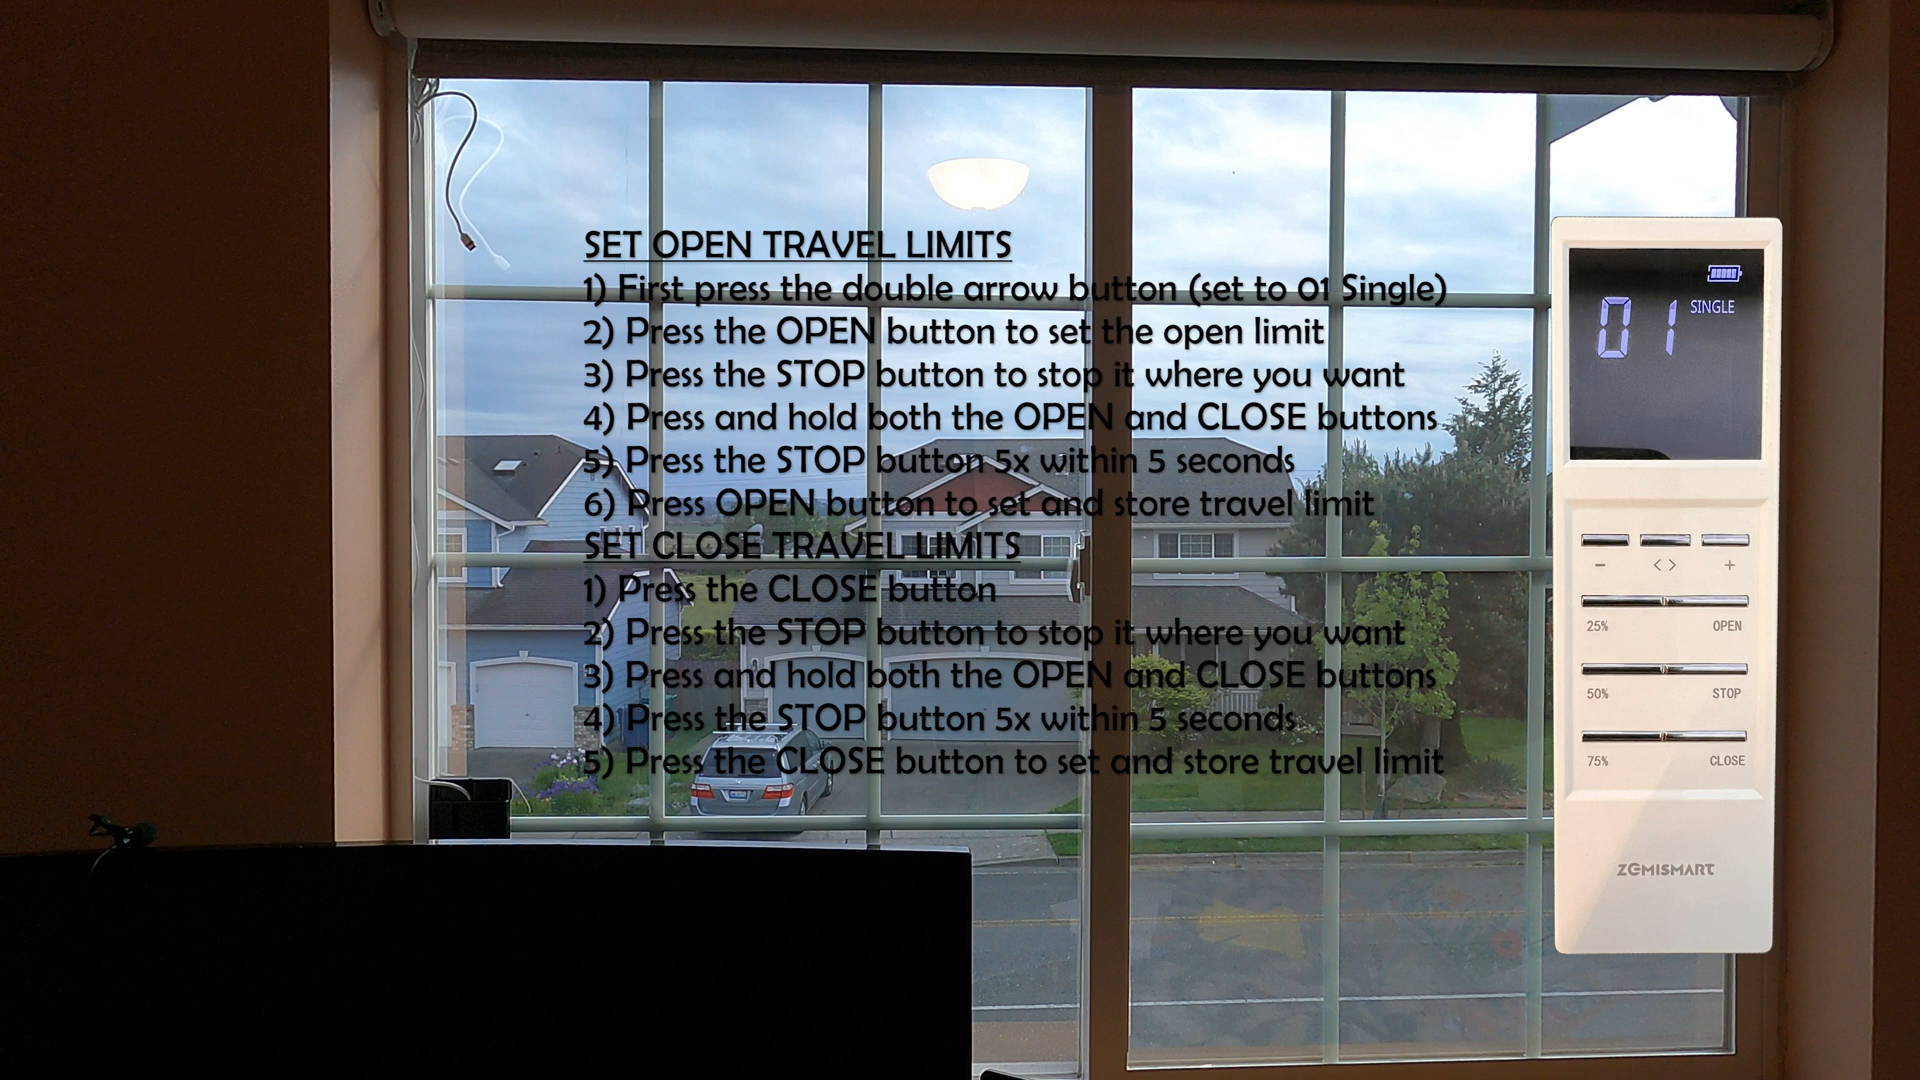 SET OPEN TRAVEL LIMITS
1) First press the double arrow button (set to 01 Single)
2) Press the OPEN button to set the open limit
3) Press the STOP button to stop it where you want
4) Press and hold both the OPEN and CLOSE buttons
5) Press the STOP button 5x within 5 seconds
6) Press OPEN button to set and store travel limit
SET CLOSE TRAVEL LIMITS
1) Press the CLOSE button
2) Press the STOP button to stop it where you want
3) Press and hold both the OPEN and CLOSE buttons
4) Press the STOP button 5x within 5 seconds
5) Press the CLOSE button to set and store travel limit
01 SINGLE
− < > +
25% OPEN
50% STOP
75% CLOSE
ZEMISMART